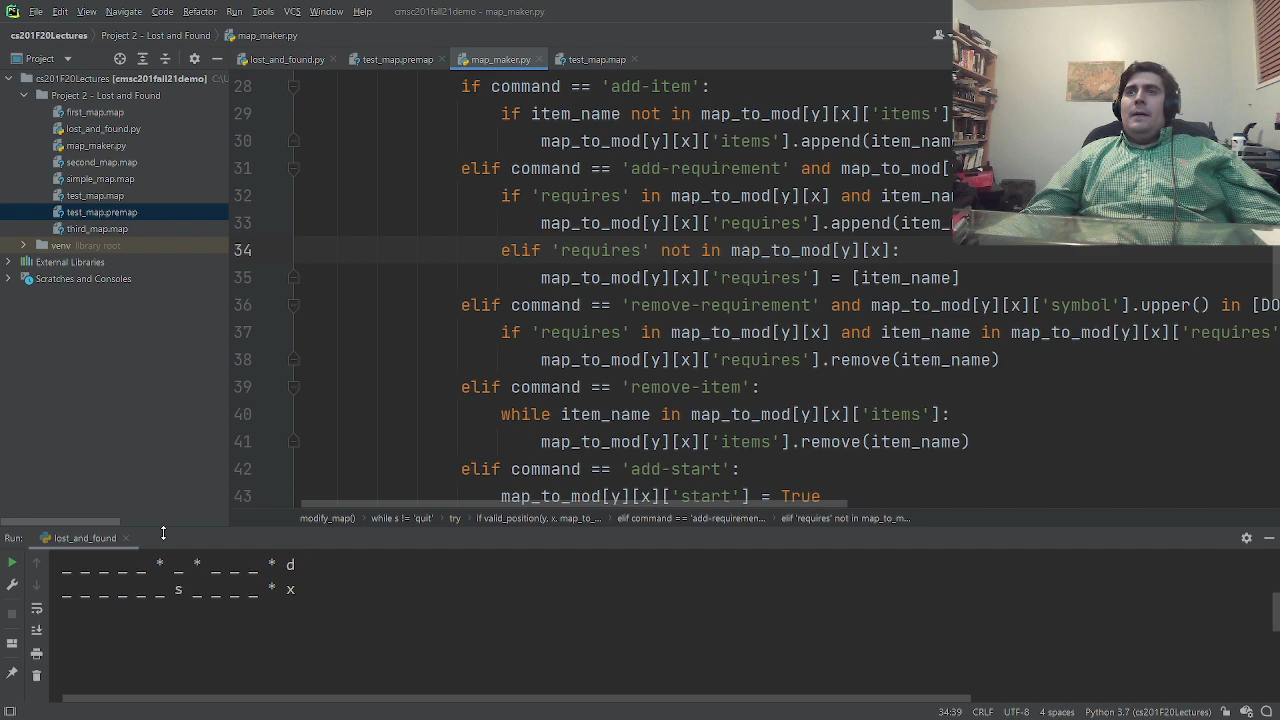 File Edit View Navigate Code Refactor Run Tools VCS Window Help cmsc201fall21demo - map_maker.py
cs201F20Lectures Project 2 - Lost and Found map_maker.py
Project lost_and_found.py test_map.premap map_maker.py test_map.map
cs201F20Lectures [cmsc201fall21demo]
Project 2 - Lost and Found
first_map.map
lost_and_found.py
map_maker.py
second_map.map
simple_map.map
test_map.map
test_map.premap
third_map.map
venv library root
External Libraries
Scratches and Consoles
28 if command == 'add-item':
29 if item_name not in map_to_mod[y][x]['items']
30 map_to_mod[y][x]['items'].append(item_nam
31 elif command == 'add-requirement' and map_to_mod[
32 if 'requires' in map_to_mod[y][x] and item_na
33 map_to_mod[y][x]['requires'].append(item_
34 elif 'requires' not in map_to_mod[y][x]:
35 map_to_mod[y][x]['requires'] = [item_name]
36 elif command == 'remove-requirement' and map_to_mod[y][x]['symbol'].upper() in [DO
37 if 'requires' in map_to_mod[y][x] and item_name in map_to_mod[y][x]['requires'
38 map_to_mod[y][x]['requires'].remove(item_name)
39 elif command == 'remove-item':
40 while item_name in map_to_mod[y][x]['items']:
41 map_to_mod[y][x]['items'].remove(item_name)
42 elif command == 'add-start':
43 map_to_mod[y][x]['start'] = True
modify_map() while s != 'quit' try if valid_position(y, x, map_to_... elif command == 'add-requiremen... elif 'requires' not in map_to_m...
Run: lost_and_found
_ _ _ _ _ * _ * _ _ _ * d
_ _ _ _ _ _ s _ _ _ _ * x
34:39 CRLF UTF-8 4 spaces Python 3.7 (cs201F20Lectures)